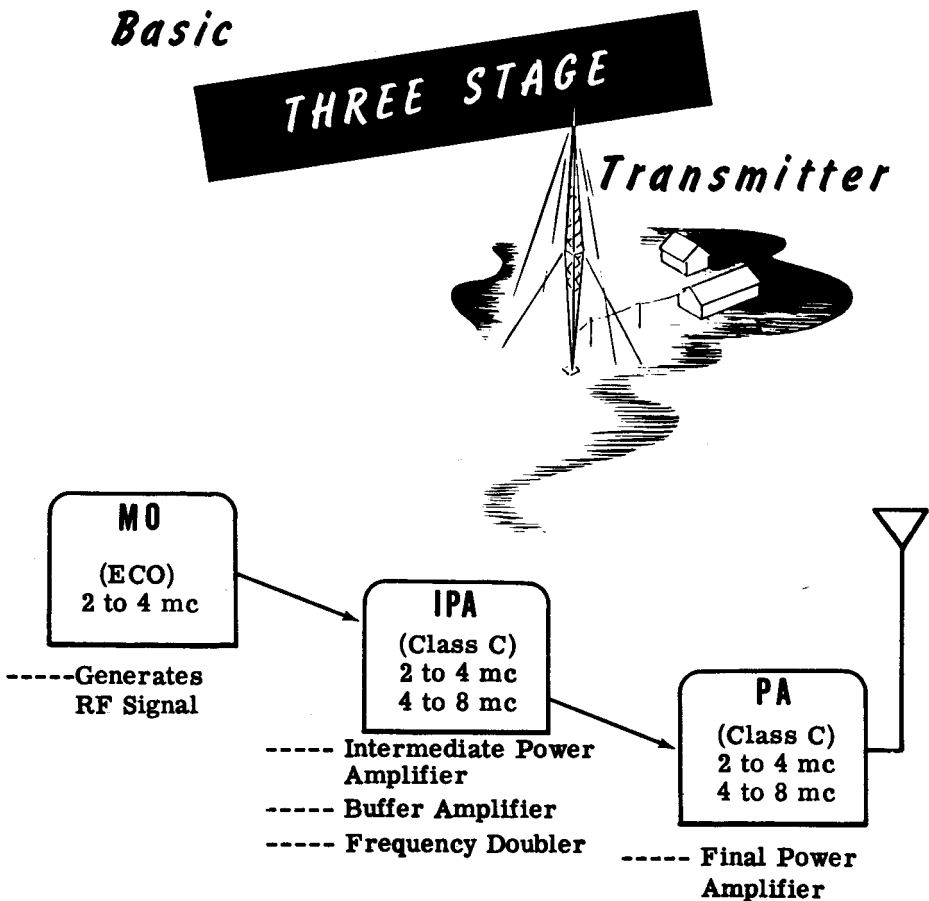 Basic
THREE STAGE
Transmitter
MO
(ECO)
2 to 4 mc
-----Generates
RF Signal
IPA
(Class C)
2 to 4 mc
4 to 8 mc
----- Intermediate Power
Amplifier
----- Buffer Amplifier
----- Frequency Doubler
PA
(Class C)
2 to 4 mc
4 to 8 mc
----- Final Power
Amplifier